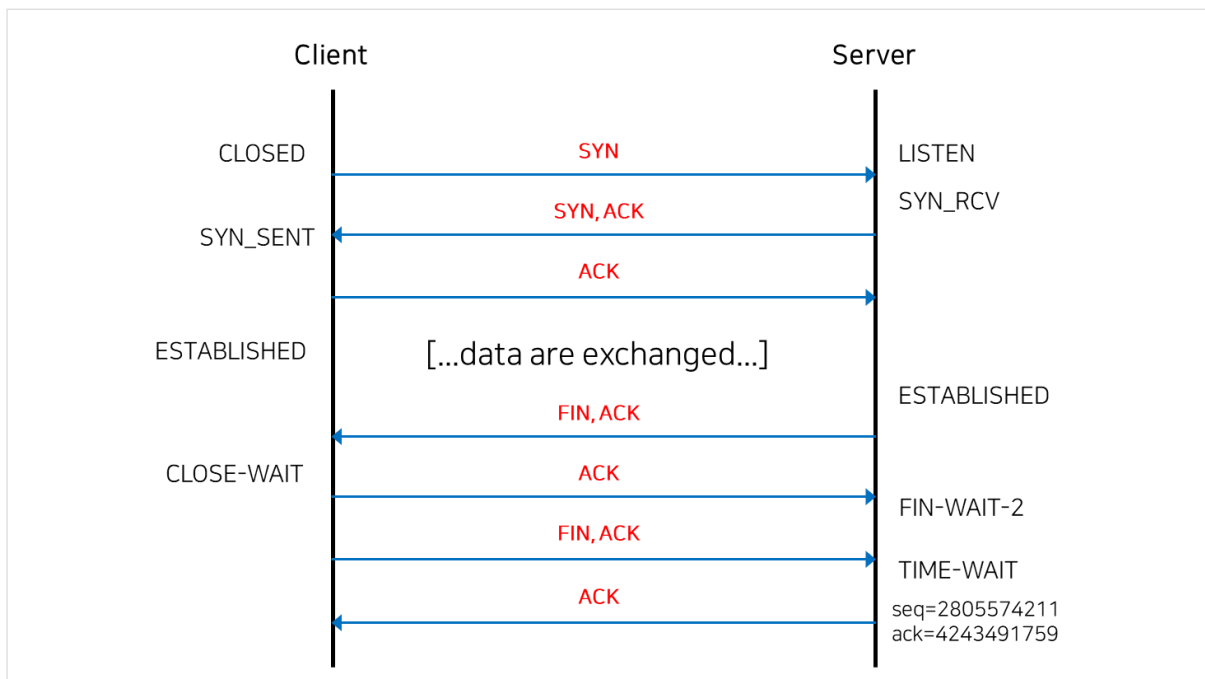 Client
Server
CLOSED
SYN
LISTEN
SYN_RCV
SYN, ACK
SYN_SENT
ACK
ESTABLISHED
[...data are exchanged...]
ESTABLISHED
FIN, ACK
CLOSE-WAIT
ACK
FIN-WAIT-2
FIN, ACK
TIME-WAIT
ACK
seq=2805574211
ack=4243491759